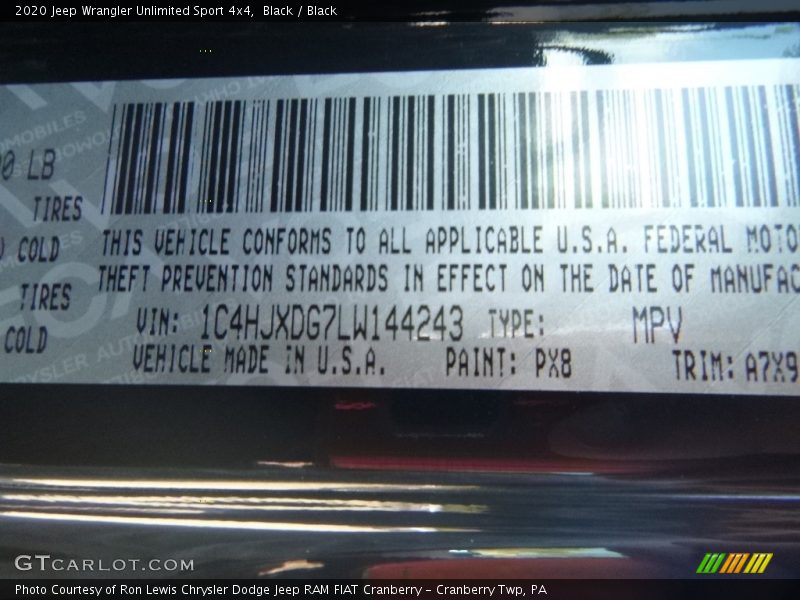 2020 Jeep Wrangler Unlimited Sport 4x4, Black / Black
LB
TIRES
COLD
TIRES
COLD
THIS VEHICLE CONFORMS TO ALL APPLICABLE U.S.A. FEDERAL MOTO
THEFT PREVENTION STANDARDS IN EFFECT ON THE DATE OF MANUFAC
VIN: 1C4HJXDG7LW144243 TYPE: MPV
VEHICLE MADE IN U.S.A. PAINT: PX8 TRIM: A7X9
GTCARLOT.COM
Photo Courtesy of Ron Lewis Chrysler Dodge Jeep RAM FIAT Cranberry – Cranberry Twp, PA